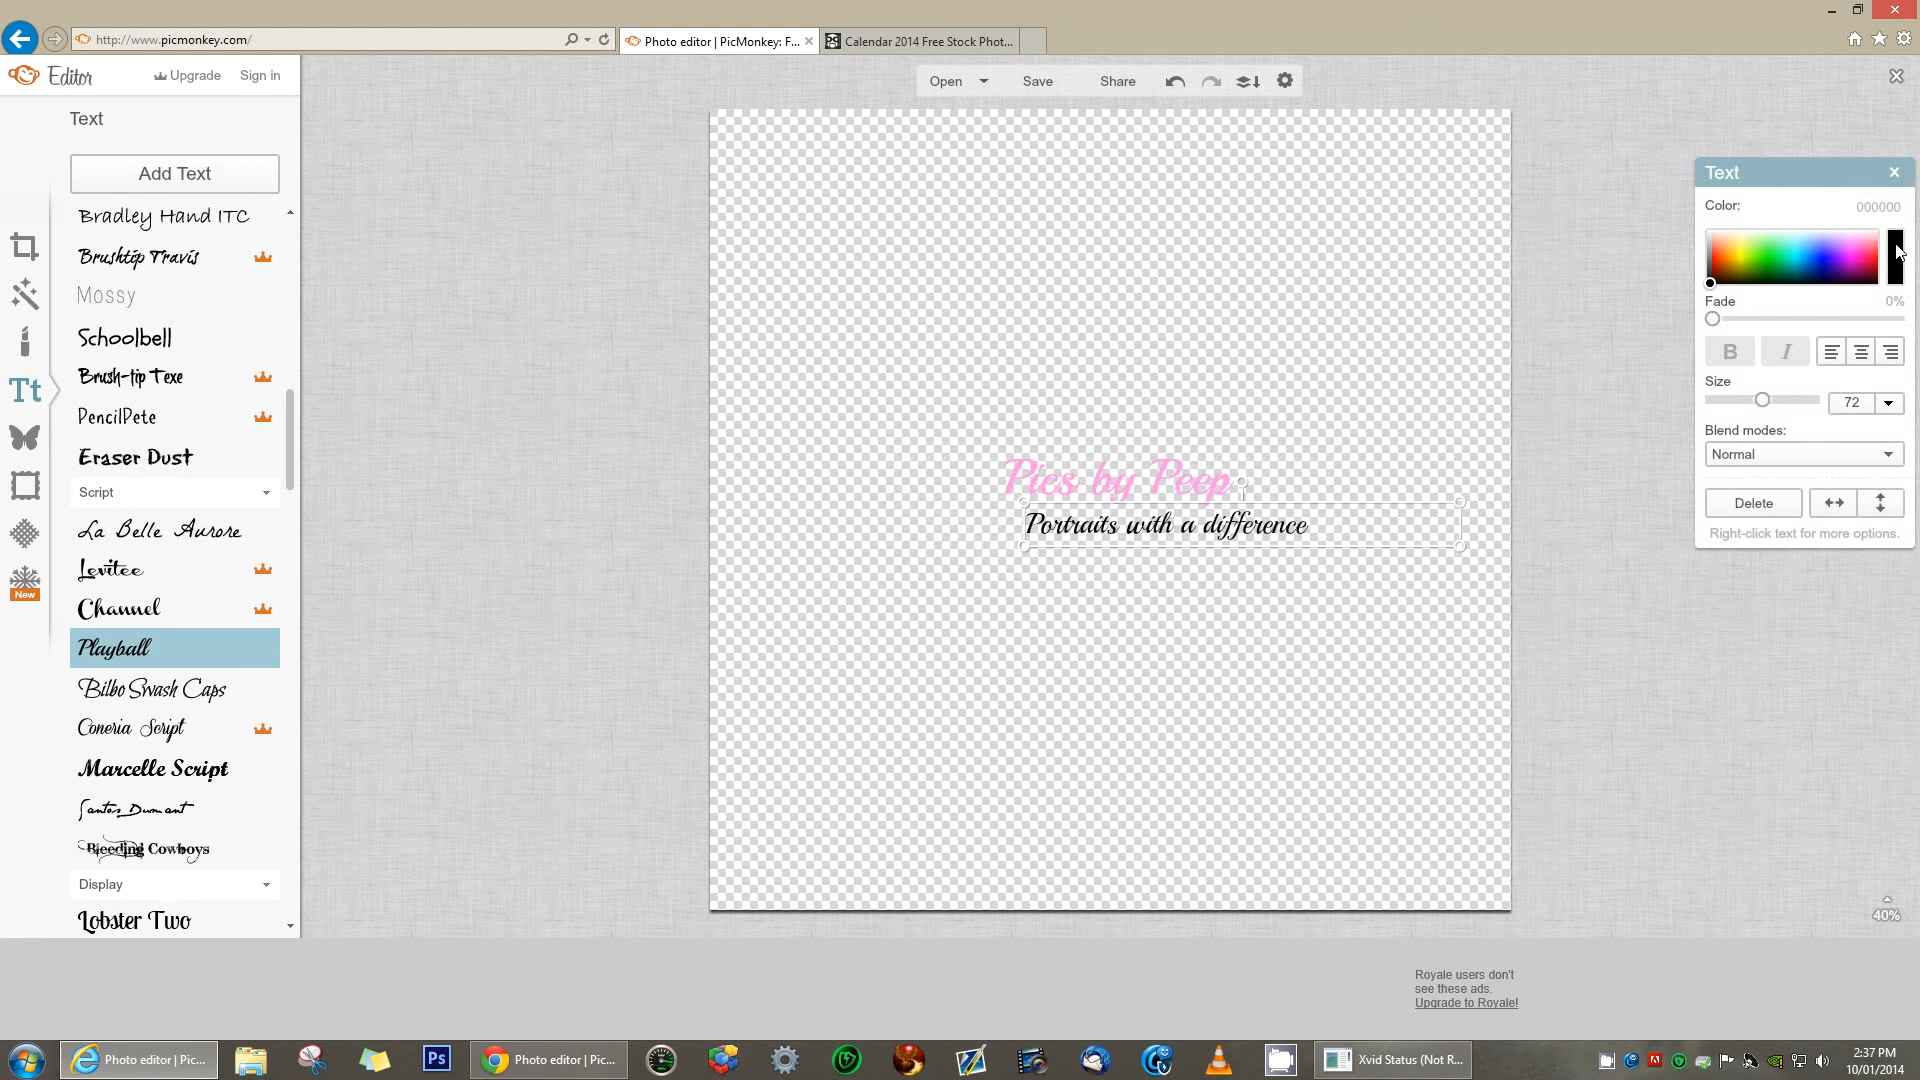 http://www.picmonkey.com/
Photo editor | PicMonkey: F...
Calendar 2014 Free Stock Phot...
Editor
Upgrade
Sign in
Open
Save
Share
Text
Add Text
Bradley Hand ITC
Brushtip Travis
Mossy
Schoolbell
Brush-tip Texe
PencilPete
Eraser Dust
Script
La Belle Aurore
Levitee
Channel
Playball
Bilbo Swash Caps
Coneria Script
Marcelle Script
Santos Dumont
Bleeding Cowboys
Display
Lobster Two
Tt
New
Pics by Peep
Portraits with a difference
Text
Color:
000000
Fade
0%
B
I
Size
72
Blend modes:
Normal
Delete
Right-click text for more options.
40%
Royale users don't
see these ads.
Upgrade to Royale!
Photo editor | Pic...
Ps
Photo editor | Pic...
Xvid Status (Not R...
2:37 PM
10/01/2014